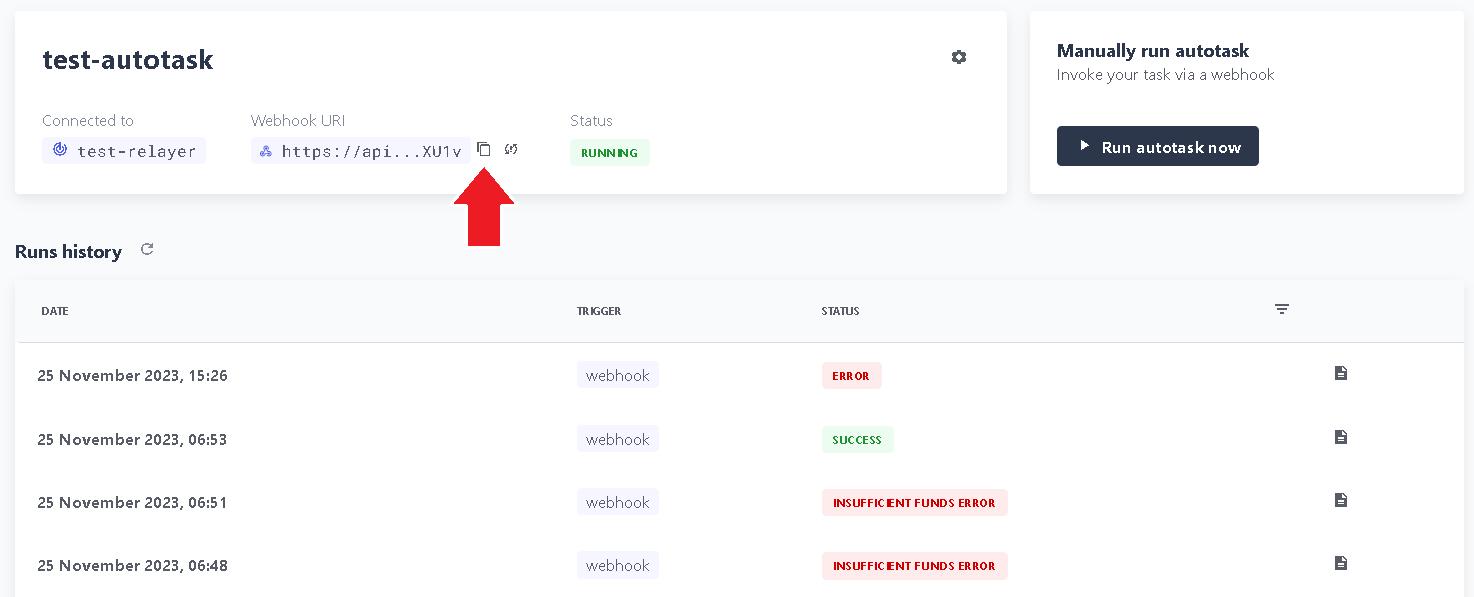 test-autotask
Manually run autotask
Invoke your task via a webhook
Connected to Webhook URI Status
test-relayer https://api...XU1v RUNNING
Run autotask now
Runs history
DATE TRIGGER STATUS
25 November 2023, 15:26 webhook ERROR
25 November 2023, 06:53 webhook SUCCESS
25 November 2023, 06:51 webhook INSUFFICIENT FUNDS ERROR
25 November 2023, 06:48 webhook INSUFFICIENT FUNDS ERROR